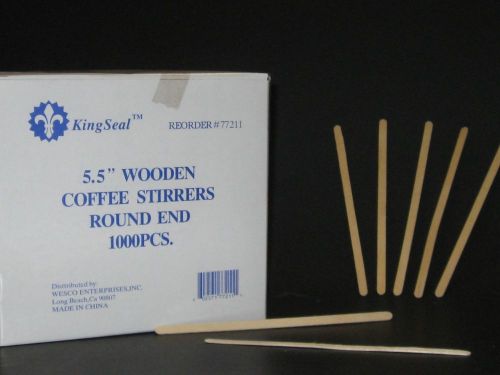 KingSeal™
REORDER #77211
5.5" WOODEN
COFFEE STIRRERS
ROUND END
1000PCS.
Distributed by
WESCO ENTERPRISES,INC.
Long Beach,Ca 90807
MADE IN CHINA